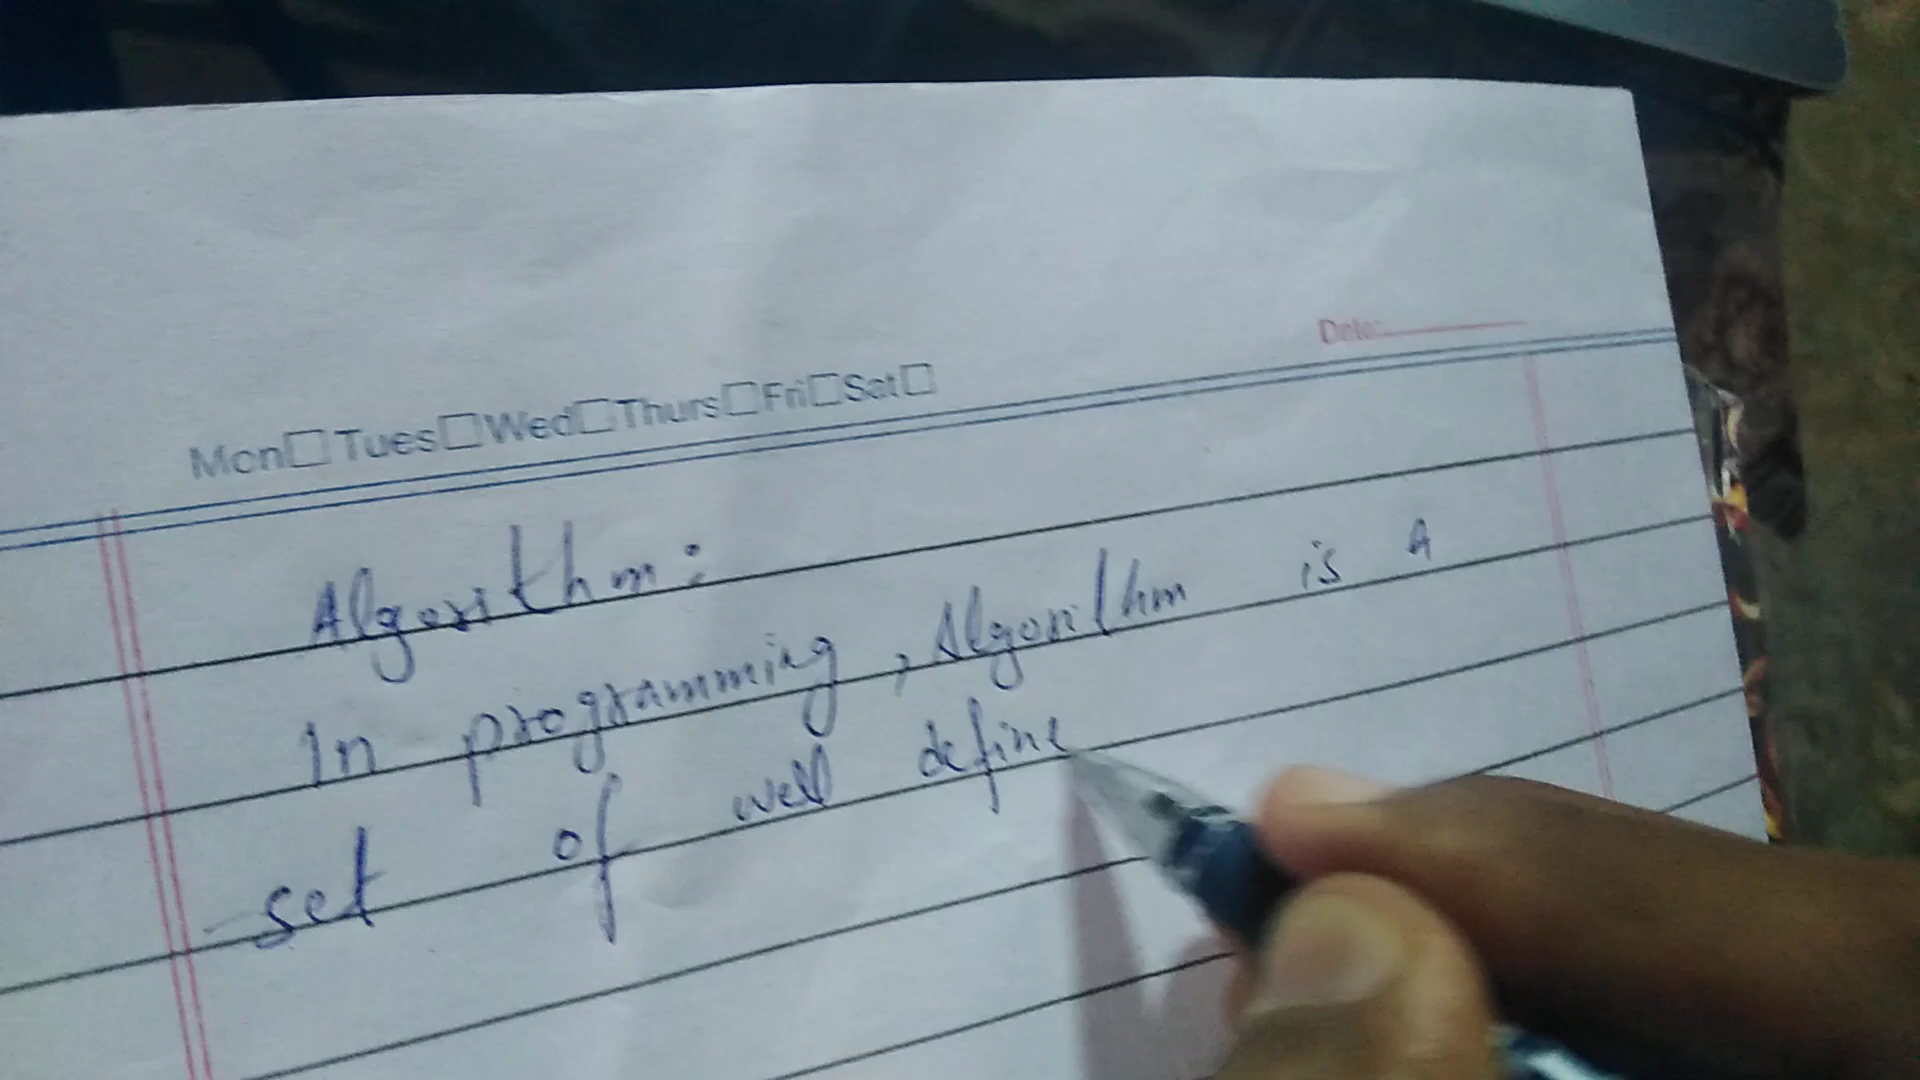 Date:
Mon☐ Tues☐ Wed☐ Thurs☐ Fri☐ Sat☐
Algorithm:
In programming, Algorithm is A
set of well define